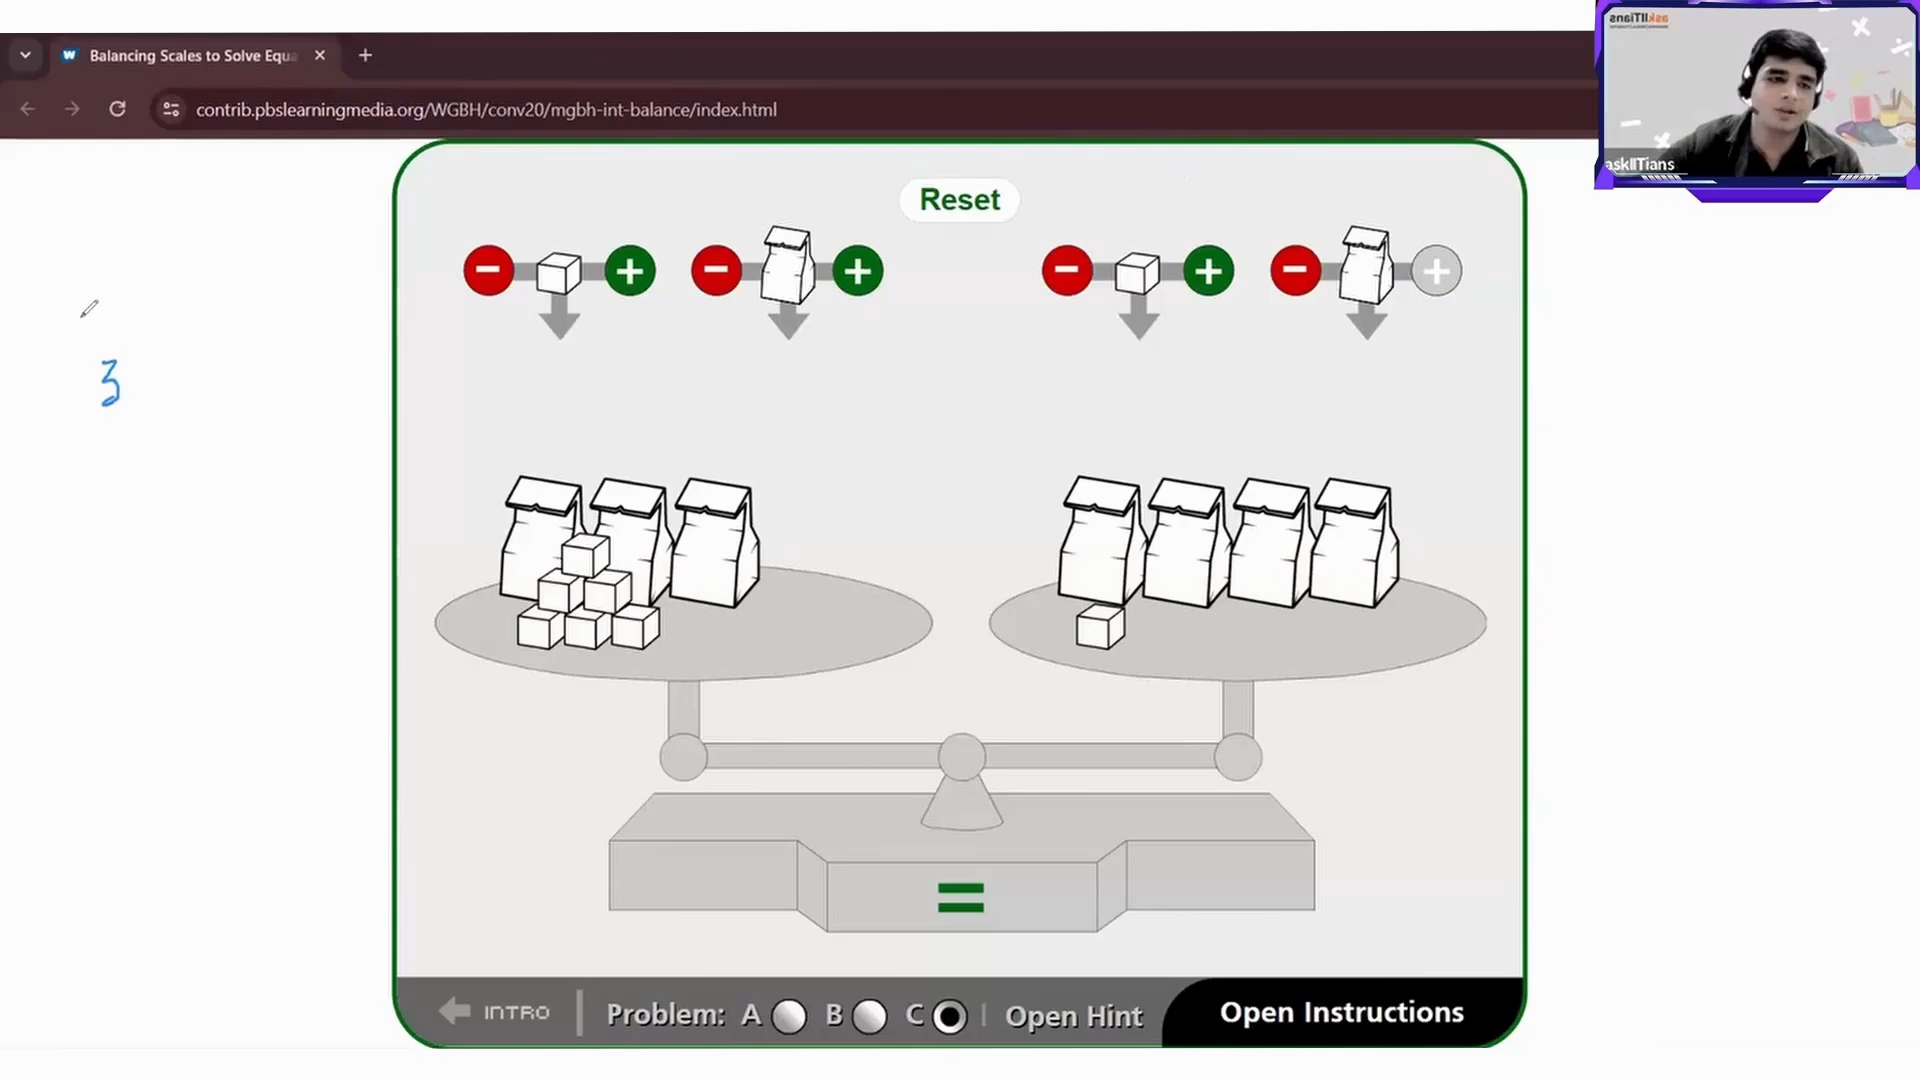 Balancing Scales to Solve Equa
contrib.pbslearningmedia.org/WGBH/conv20/mgbh-int-balance/index.html
askIITians
askIITians
Reset
3
=
INTRO
Problem: A B C
Open Hint
Open Instructions